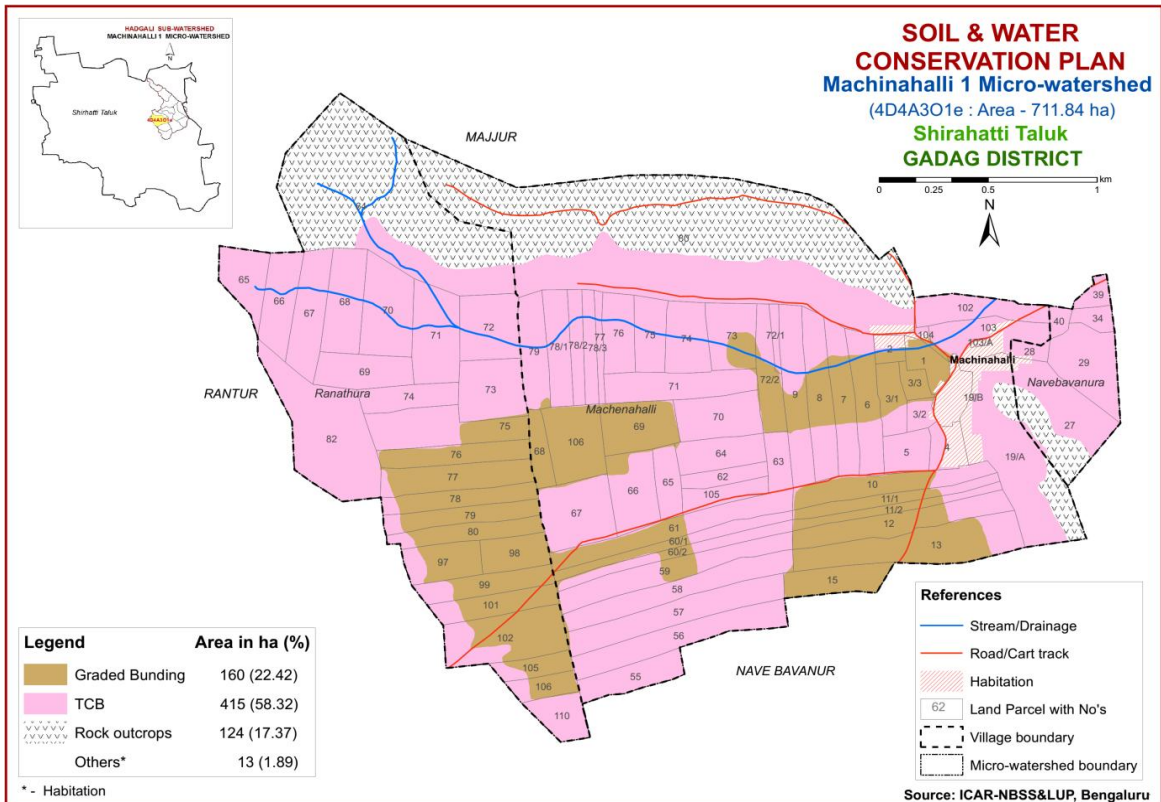 HADGALI SUB-WATERSHED
MACHINAHALLI 1 MICRO-WATERSHED
N
Shirhatti Taluk
4D4A3O1e
SOIL & WATER
CONSERVATION PLAN
Machinahalli 1 Micro-watershed
(4D4A3O1e : Area - 711.84 ha)
Shirahatti Taluk
GADAG DISTRICT
km
0 0.25 0.5 1
N
MAJJUR
80
65
66
67
68
70
71
72
69
74
73
82
RANTUR
Ranathura
79
78/1
78/2
78/3
77
76
75
74
73
72/1
72/2
71
70
Machenahalli
9
8
7
6
2
1
3/3
3/1
3/2
104
102
103
103/A
Machinahalli
40
39
34
28
29
Navebavanura
27
19/B
19/A
4
5
75
76
77
78
79
80
97
98
99
101
102
105
106
110
68
106
69
67
66
65
64
62
105
63
61
60/1
60/2
59
58
57
56
55
10
11/1
11/2
12
13
15
NAVE BAVANUR
Legend Area in ha (%)
Graded Bunding 160 (22.42)
TCB 415 (58.32)
Rock outcrops 124 (17.37)
Others* 13 (1.89)
* - Habitation
References
Stream/Drainage
Road/Cart track
Habitation
62 Land Parcel with No's
Village boundary
Micro-watershed boundary
Source: ICAR-NBSS&LUP, Bengaluru